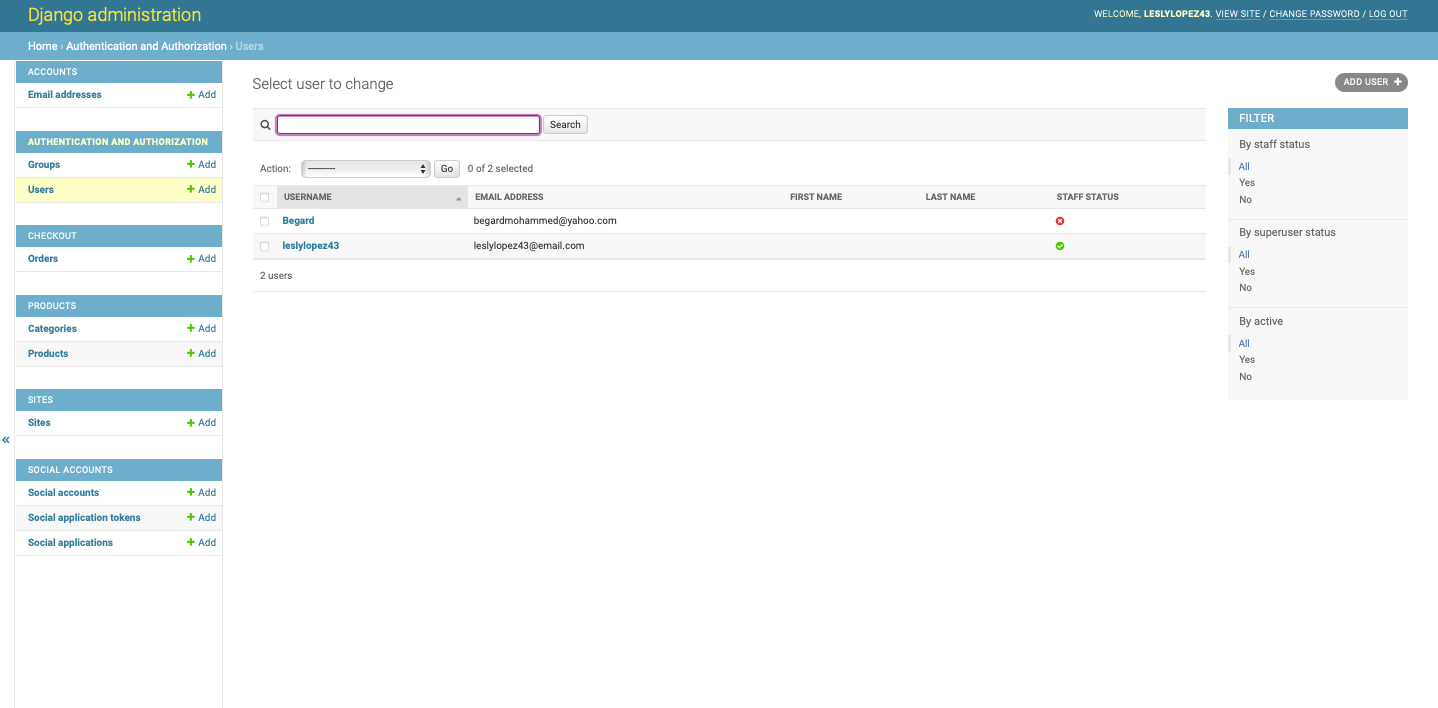 Django administration
WELCOME, LESLYLOPEZ43. VIEW SITE / CHANGE PASSWORD / LOG OUT
Home › Authentication and Authorization › Users
ACCOUNTS
Email addresses + Add
AUTHENTICATION AND AUTHORIZATION
Groups + Add
Users + Add
CHECKOUT
Orders + Add
PRODUCTS
Categories + Add
Products + Add
SITES
Sites + Add
«
SOCIAL ACCOUNTS
Social accounts + Add
Social application tokens + Add
Social applications + Add
Select user to change
ADD USER +
Search
Action: --------- Go 0 of 2 selected
USERNAME EMAIL ADDRESS FIRST NAME LAST NAME STAFF STATUS
Begard begardmohammed@yahoo.com
leslylopez43 leslylopez43@email.com
2 users
FILTER
By staff status
All
Yes
No
By superuser status
All
Yes
No
By active
All
Yes
No